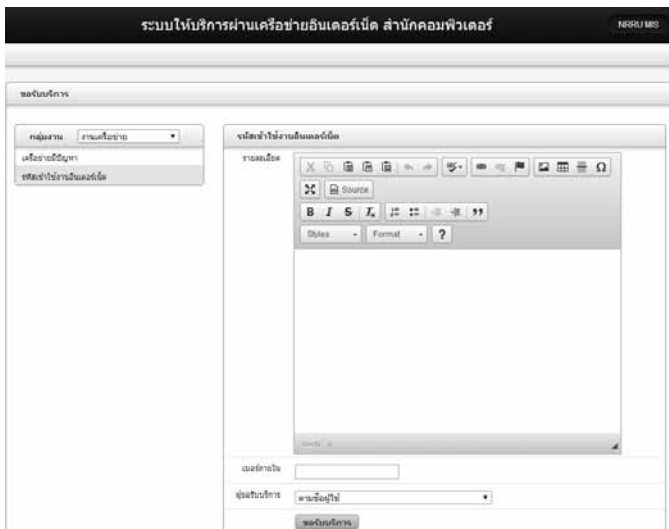 ระบบให้บริการผ่านเครือข่ายอินเตอร์เน็ต สำนักคอมพิวเตอร์
NRRU MIS
ขอรับบริการ
กลุ่มงาน งานเครือข่าย
เครือข่ายมีปัญหา
รหัสเข้าใช้งานอินเตอร์เน็ต
รหัสเข้าใช้งานอินเตอร์เน็ต
รายละเอียด
Source
B I S Tx
Styles Format ?
เบอร์ภายใน
ผู้ขอรับบริการ ตามชื่อผู้ใช้
ขอรับบริการ